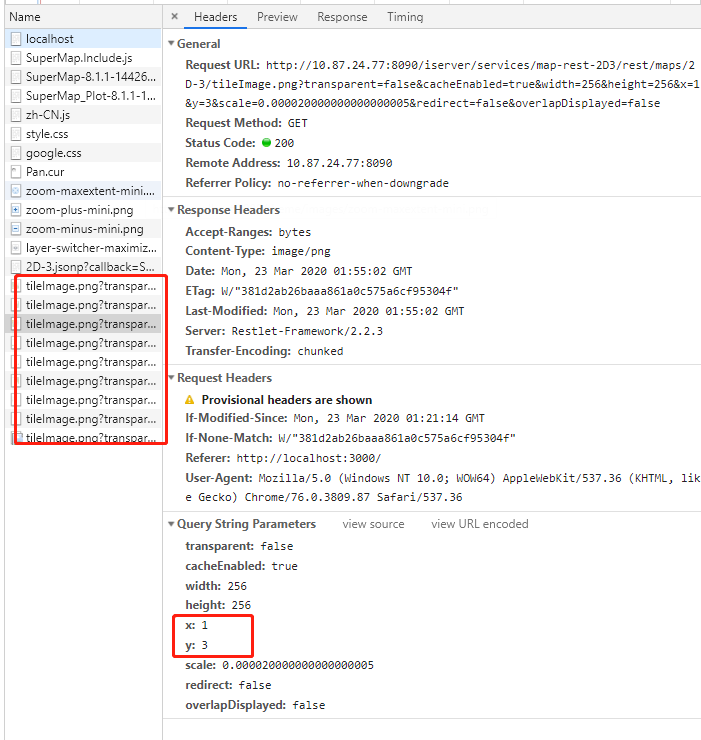 Name
× Headers Preview Response Timing
localhost
SuperMap.Include.js
SuperMap-8.1.1-14426...
SuperMap_Plot-8.1.1-1...
zh-CN.js
style.css
google.css
Pan.cur
zoom-maxextent-mini....
zoom-plus-mini.png
zoom-minus-mini.png
layer-switcher-maximiz...
2D-3.jsonp?callback=S...
tileImage.png?transpar...
tileImage.png?transpar...
tileImage.png?transpar...
tileImage.png?transpar...
tileImage.png?transpar...
tileImage.png?transpar...
tileImage.png?transpar...
tileImage.png?transpar...
tileImage.png?transpar...
General
Request URL: http://10.87.24.77:8090/iserver/services/map-rest-2D3/rest/maps/2
D-3/tileImage.png?transparent=false&cacheEnabled=true&width=256&height=256&x=1
&y=3&scale=0.000020000000000000005&redirect=false&overlapDisplayed=false
Request Method: GET
Status Code: 200
Remote Address: 10.87.24.77:8090
Referrer Policy: no-referrer-when-downgrade
Response Headers
Accept-Ranges: bytes
Content-Type: image/png
Date: Mon, 23 Mar 2020 01:55:02 GMT
ETag: W/"381d2ab26baaa861a0c575a6cf95304f"
Last-Modified: Mon, 23 Mar 2020 01:55:02 GMT
Server: Restlet-Framework/2.2.3
Transfer-Encoding: chunked
Request Headers
Provisional headers are shown
If-Modified-Since: Mon, 23 Mar 2020 01:21:14 GMT
If-None-Match: W/"381d2ab26baaa861a0c575a6cf95304f"
Referer: http://localhost:3000/
User-Agent: Mozilla/5.0 (Windows NT 10.0; WOW64) AppleWebKit/537.36 (KHTML, lik
e Gecko) Chrome/76.0.3809.87 Safari/537.36
Query String Parameters view source view URL encoded
transparent: false
cacheEnabled: true
width: 256
height: 256
x: 1
y: 3
scale: 0.000020000000000000000005
redirect: false
overlapDisplayed: false